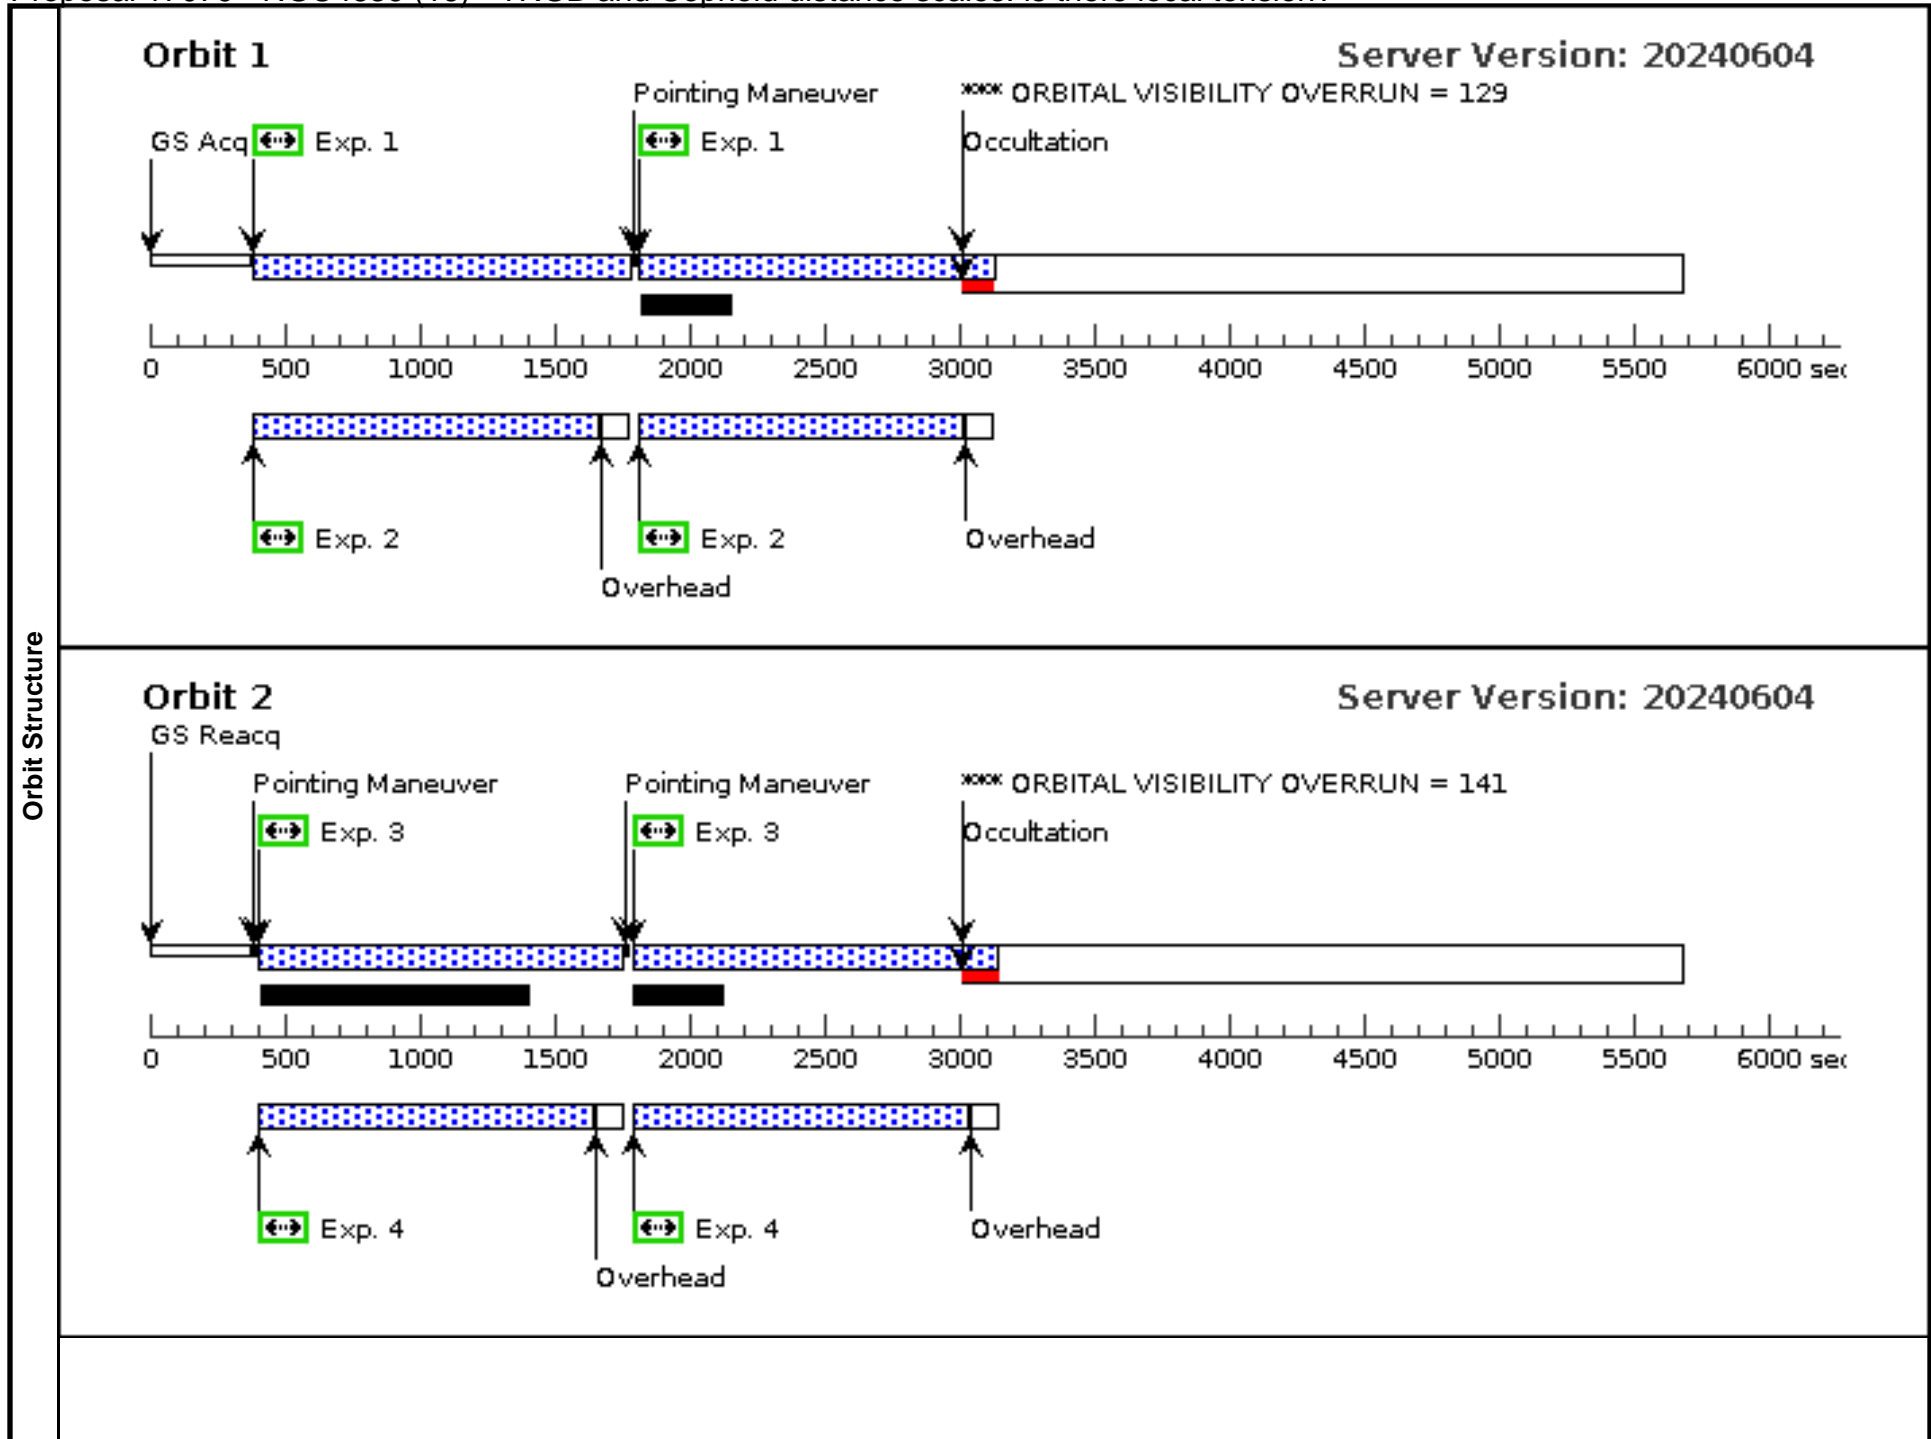 Orbit 1
Server Version: 20240604
Pointing Maneuver
*** ORBITAL VISIBILITY OVERRUN = 129
GS Acq
Exp. 1
Exp. 1
Occultation
0 500 1000 1500 2000 2500 3000 3500 4000 4500 5000 5500 6000
Exp. 2
Exp. 2
Overhead
Overhead
Orbit Structure
Orbit 2
Server Version: 20240604
GS Reacq
Pointing Maneuver
Pointing Maneuver
*** ORBITAL VISIBILITY OVERRUN = 141
Exp. 3
Exp. 3
Occultation
0 500 1000 1500 2000 2500 3000 3500 4000 4500 5000 5500 6000
Exp. 4
Exp. 4
Overhead
Overhead